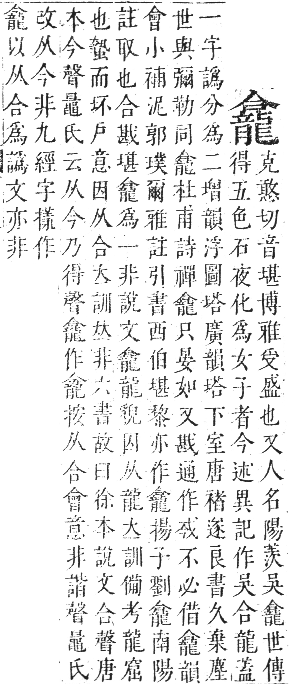 龕
克憨切音堪博雅受盛也又人名陽羨吳龕世傳
得五色石夜化為女子者今述異記作吳合龍蓋
一字譌分為二增韻浮圖塔廣韻塔下室唐褚遂良書久棄塵
世與彌勒同龕杜甫詩禪龕只晏如又戡通作𢦟不必借龕韻
會小補泥郭璞爾雅註引書西伯堪黎亦作龕揚子劉龕南陽
註取也合戡堪龕為一非說文龕龍貌因从龍大訓備考龍窟
也蟄而坏戶意因从合大訓𠀤非六書故曰徐本說文合聲唐
本今聲鼂氏云从今乃得聲龕作龕按从合會意非諧聲鼂氏
改从今非九經字樣作
龕以从合為譌文亦非